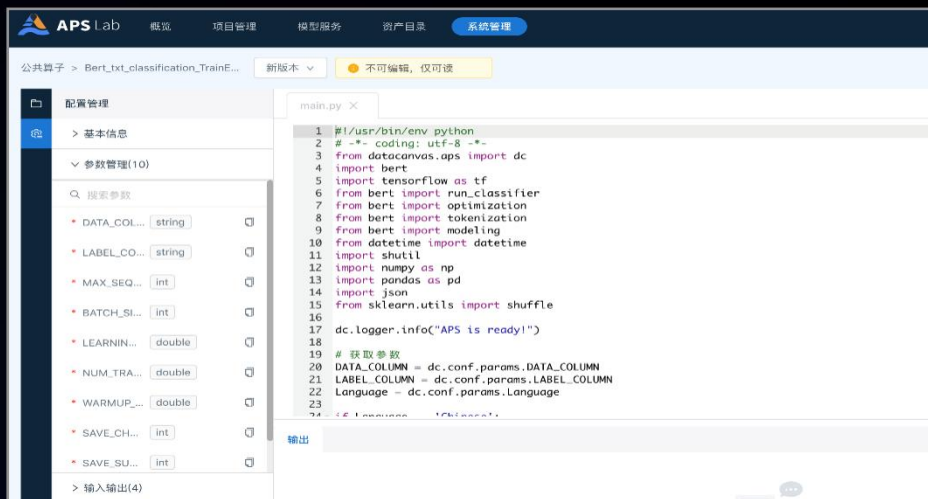 APS Lab 概览 项目管理 模型服务 资产目录 系统管理
公共算子 > Bert_txt_classification_TrainE... 新版本 不可编辑，仅可读
配置管理
> 基本信息
参数管理(10)
搜索参数
* DATA_COL... string
* LABEL_CO... string
* MAX_SEQ... int
* BATCH_SI... int
* LEARNIN... double
* NUM_TRA... double
* WARMUP_... double
* SAVE_CH... int
* SAVE_SU... int
> 输入输出(4)
main.py ×
1 #!/usr/bin/env python
2 # -*- coding: utf-8 -*-
3 from datacanvas.aps import dc
4 import bert
5 import tensorflow as tf
6 from bert import run_classifier
7 from bert import optimization
8 from bert import tokenization
9 from bert import modeling
10 from datetime import datetime
11 import shutil
12 import numpy as np
13 import pandas as pd
14 import json
15 from sklearn.utils import shuffle
16
17 dc.logger.info("APS is ready!")
18
19 # 获取参数
20 DATA_COLUMN = dc.conf.params.DATA_COLUMN
21 LABEL_COLUMN = dc.conf.params.LABEL_COLUMN
22 Language = dc.conf.params.Language
23
输出